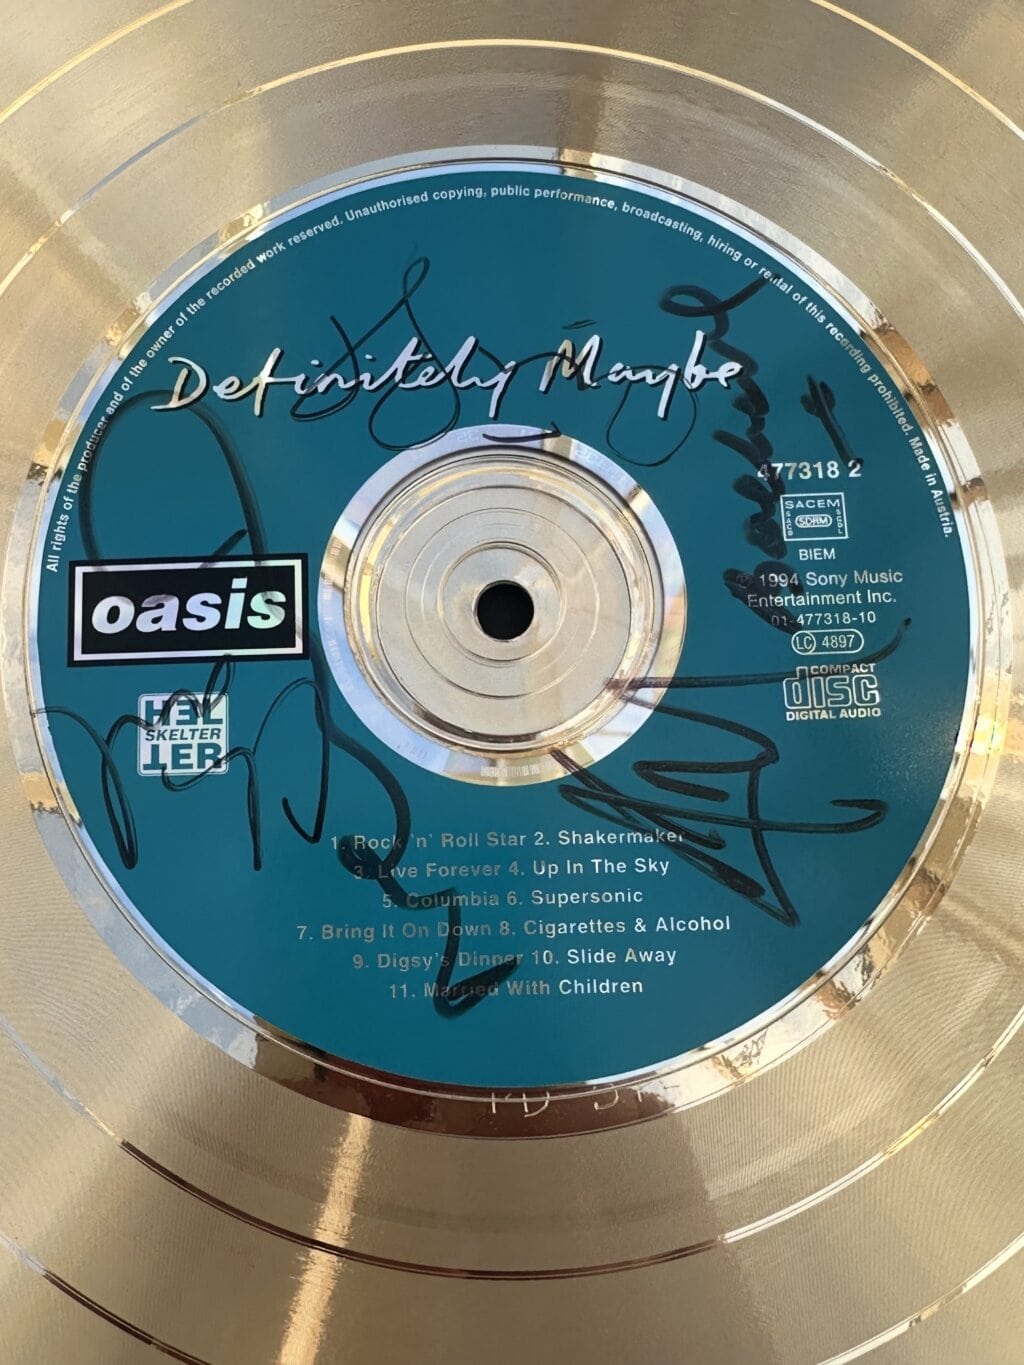 All rights of the producer and of the owner of the recorded work reserved. Unauthorised copying, public performance, broadcasting, hiring or rental of this recording prohibited. Made in Austria.
Definitely Maybe
477318 2
SACEM
SACD SDRM SGDL
BIEM
oasis
℗ 1994 Sony Music
Entertainment Inc.
01-477318-10
LC 4897
COMPACT
disc
DIGITAL AUDIO
HELTER
SKELTER
1. Rock 'n' Roll Star 2. Shakermaker
3. Live Forever 4. Up In The Sky
5. Columbia 6. Supersonic
7. Bring It On Down 8. Cigarettes & Alcohol
9. Digsy's Dinner 10. Slide Away
11. Married With Children